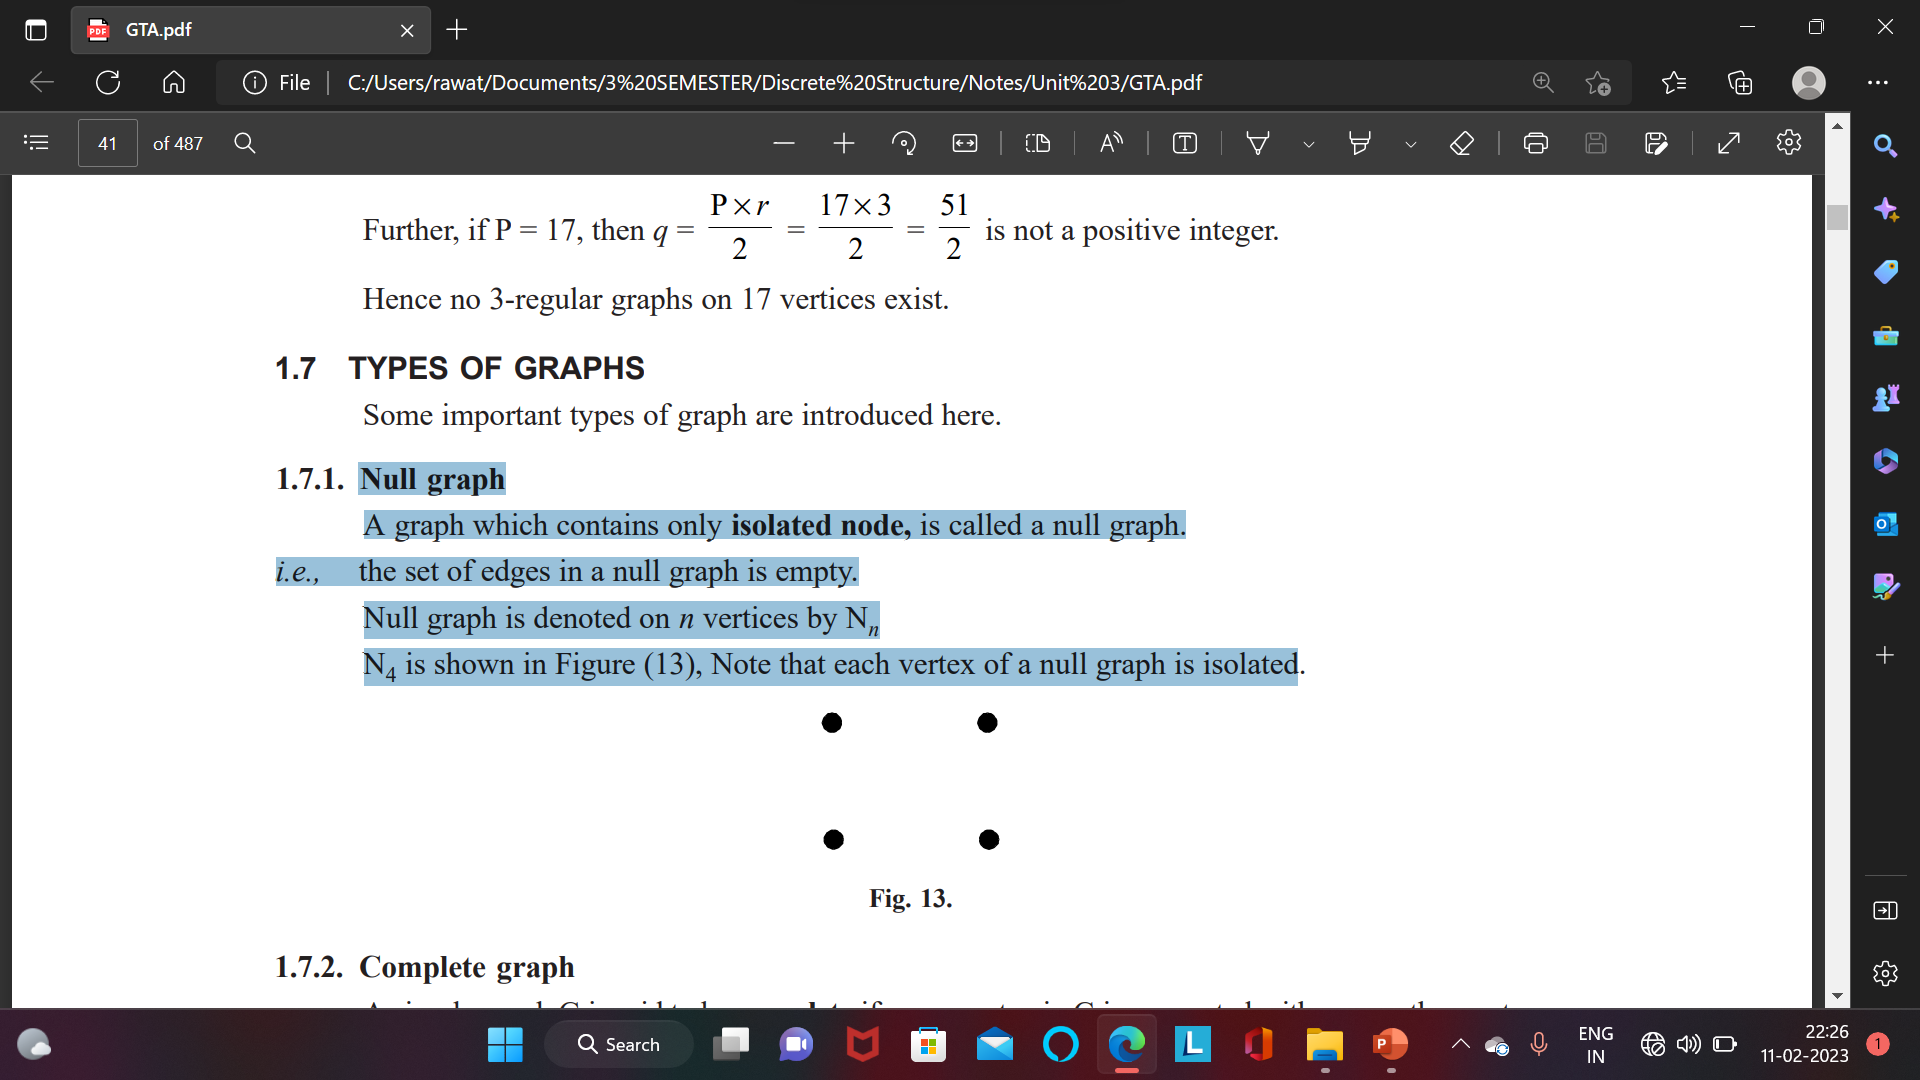 GTA.pdf
File
C:/Users/rawat/Documents/3%20SEMESTER/Discrete%20Structure/Notes/Unit%203/GTA.pdf
41 of 487
Further, if P = 17, then q = P × r / 2 = 17 × 3 / 2 = 51 / 2 is not a positive integer.
Hence no 3-regular graphs on 17 vertices exist.
1.7 TYPES OF GRAPHS
Some important types of graph are introduced here.
1.7.1. Null graph
A graph which contains only isolated node, is called a null graph.
i.e., the set of edges in a null graph is empty.
Null graph is denoted on n vertices by Nₙ
N₄ is shown in Figure (13), Note that each vertex of a null graph is isolated.
Fig. 13.
1.7.2. Complete graph
Search
ENG
IN
22:26
11-02-2023
1